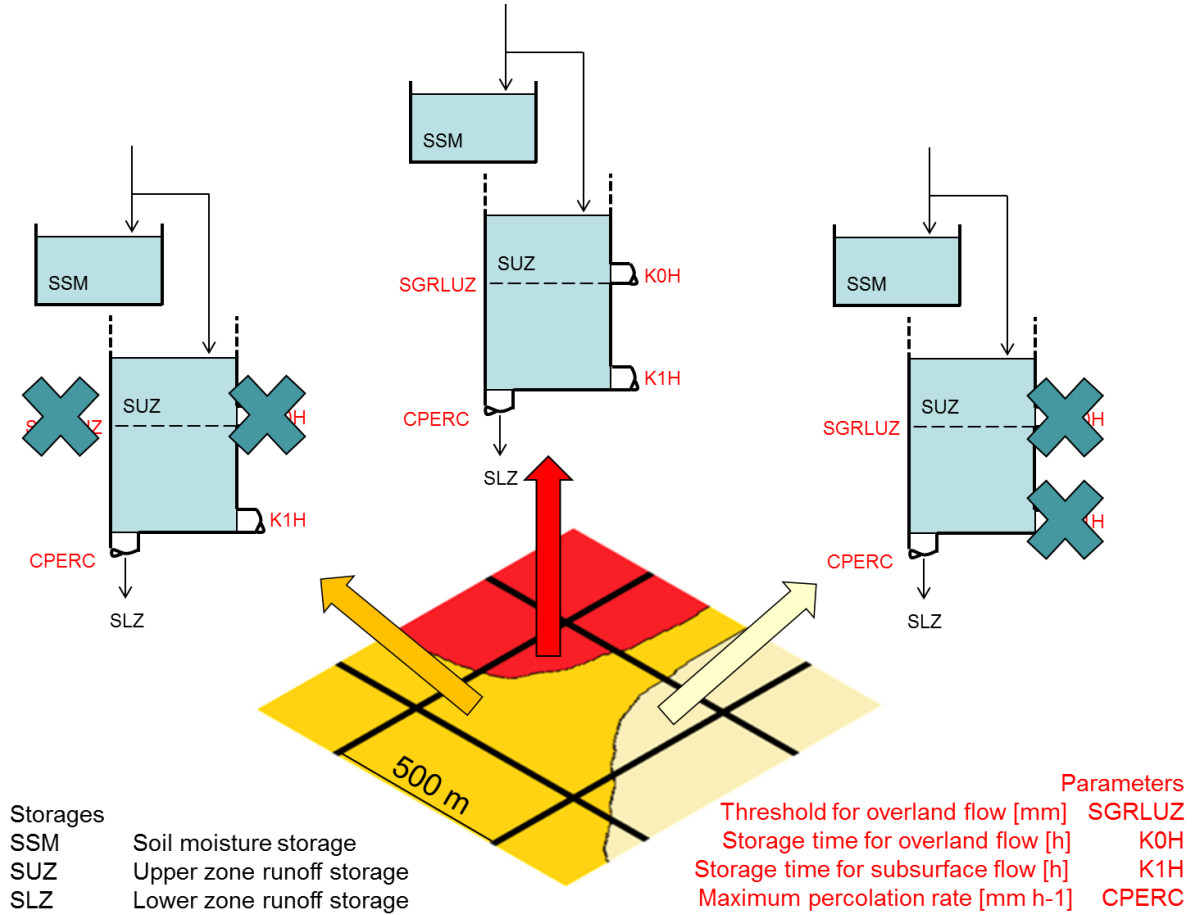 SSM
SUZ
SGRLUZ
K0H
K1H
CPERC
SLZ
SSM
SUZ
K1H
CPERC
SLZ
SSM
SUZ
SGRLUZ
CPERC
SLZ
500 m
Storages
SSM Soil moisture storage
SUZ Upper zone runoff storage
SLZ Lower zone runoff storage
Parameters
Threshold for overland flow [mm] SGRLUZ
Storage time for overland flow [h] K0H
Storage time for subsurface flow [h] K1H
Maximum percolation rate [mm h-1] CPERC